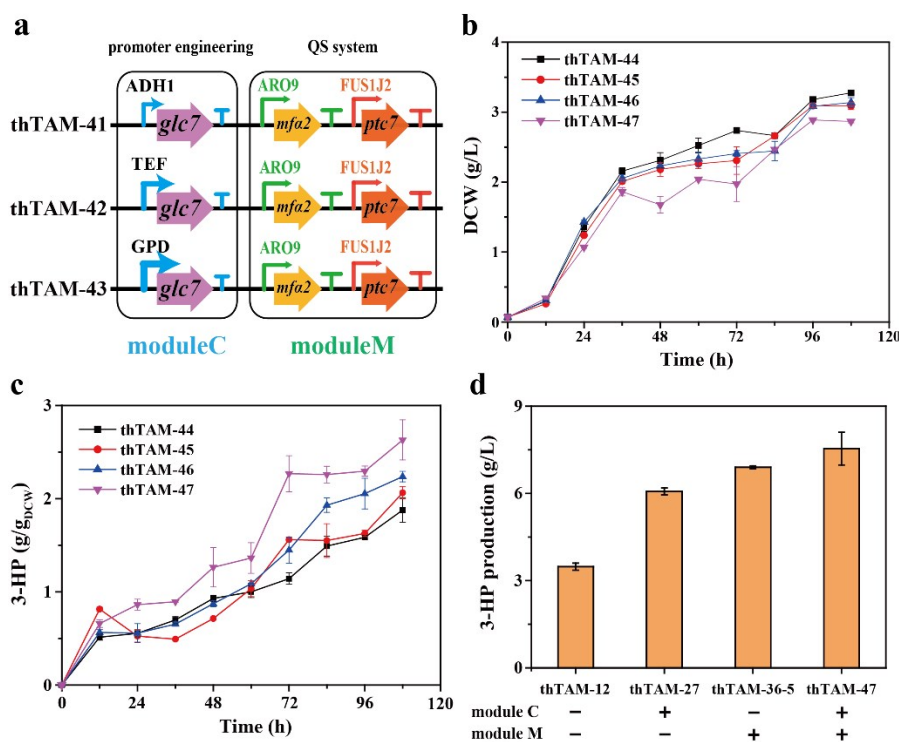 a
promoter engineering QS system
ADH1 ARO9 FUS1J2
thTAM-41 glc7 mfα2 ptc7
TEF ARO9 FUS1J2
thTAM-42 glc7 mfα2 ptc7
GPD ARO9 FUS1J2
thTAM-43 glc7 mfα2 ptc7
moduleC moduleM
b
4
3
2
1
0
DCW (g/L)
thTAM-44
thTAM-45
thTAM-46
thTAM-47
0 24 48 72 96 120
Time (h)
c
3
2
1
0
3-HP (g/gDCW)
thTAM-44
thTAM-45
thTAM-46
thTAM-47
0 24 48 72 96 120
Time (h)
d
9
6
3
0
3-HP production (g/L)
thTAM-12 thTAM-27 thTAM-36-5 thTAM-47
module C − + − +
module M − − + +